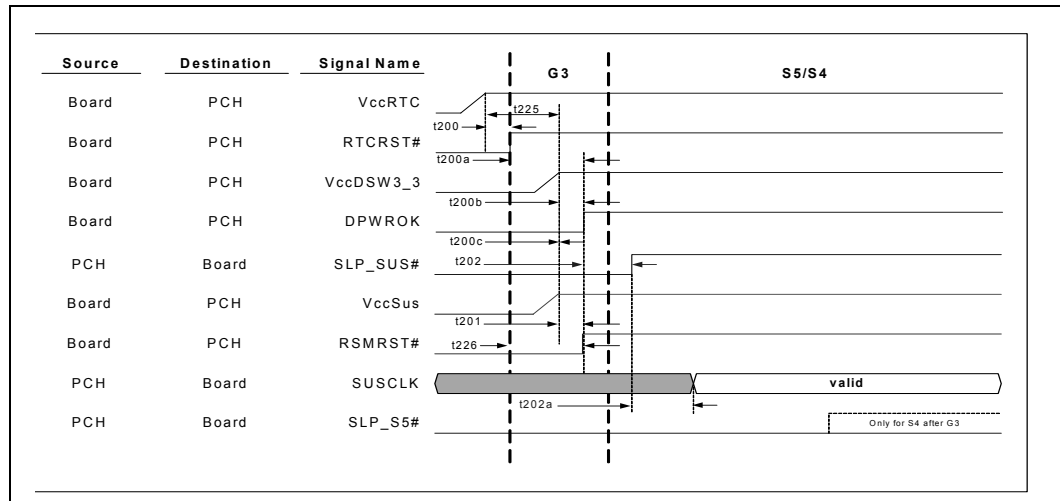 Source Destination Signal Name G3 S5/S4
Board PCH VccRTC
t225
t200
Board PCH RTCRST#
t200a
Board PCH VccDSW3_3
t200b
Board PCH DPWROK
t200c
PCH Board SLP_SUS# t202
Board PCH VccSus
t201
Board PCH RSMRST# t226
PCH Board SUSCLK valid
t202a
PCH Board SLP_S5# Only for S4 after G3